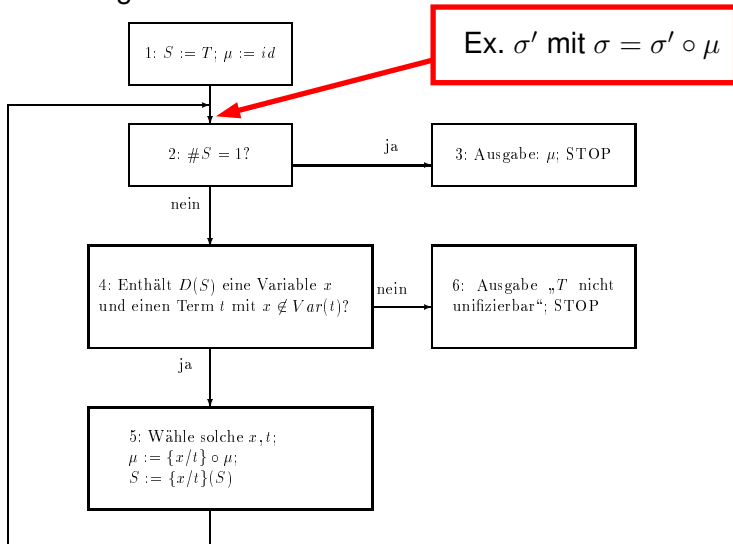 Ex. σ′ mit σ = σ′ ∘ μ
1: S := T; μ := id
2: #S = 1?
ja
3: Ausgabe: μ; STOP
nein
4: Enthält D(S) eine Variable x
und einen Term t mit x ∉ Var(t)?
nein
6: Ausgabe „T nicht
unifizierbar“; STOP
ja
5: Wähle solche x, t;
μ := {x/t} ∘ μ;
S := {x/t}(S)